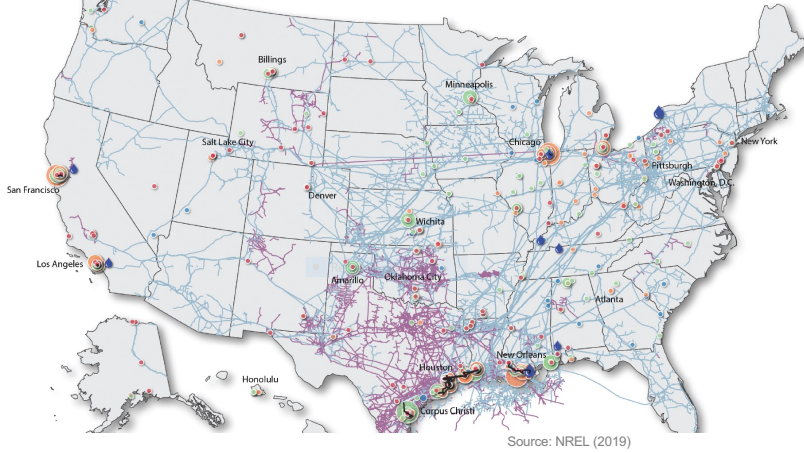 Billings
Minneapolis
Salt Lake City
Chicago
New York
Pittsburgh
San Francisco
Washington, D.C.
Denver
Wichita
Los Angeles
Amarillo
Oklahoma City
Atlanta
New Orleans
Houston
Honolulu
Corpus Christi
Source: NREL (2019)